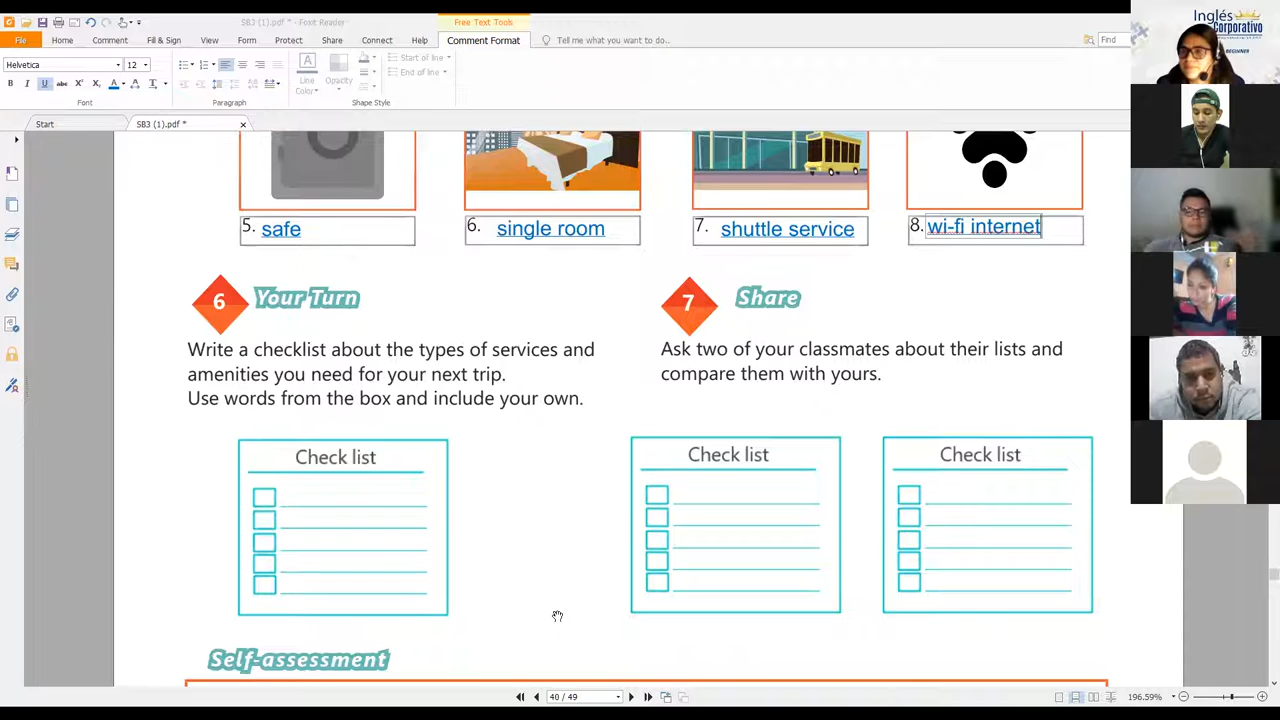 SB3 (1).pdf * - Foxit Reader
Free Text Tools
File Home Comment Fill & Sign View Form Protect Share Connect Help Comment Format Tell me what you want to do.. Find
Helvetica 12
Font
Paragraph
Line Color
Opacity
Start of line
End of line
Shape Style
Start
SB3 (1).pdf *
5. safe
6. single room
7. shuttle service
8. wi-fi internet
6 Your Turn
Write a checklist about the types of services and
amenities you need for your next trip.
Use words from the box and include your own.
7 Share
Ask two of your classmates about their lists and
compare them with yours.
Check list
Check list
Check list
Self-assessment
40 / 49
196.59%
Inglés
Corporativo
BEGINNER